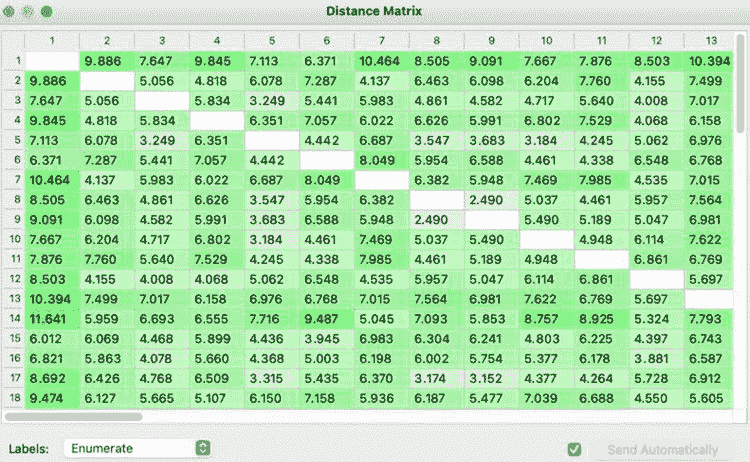 Distance Matrix
1 2 3 4 5 6 7 8 9 10 11 12 13
1 9.886 7.647 9.845 7.113 6.371 10.464 8.505 9.091 7.667 7.876 8.503 10.394
2 9.886 5.056 4.818 6.078 7.287 4.137 6.463 6.098 6.204 7.760 4.155 7.499
3 7.647 5.056 5.834 3.249 5.441 5.983 4.861 4.582 4.717 5.640 4.008 7.017
4 9.845 4.818 5.834 6.351 7.057 6.022 6.626 5.991 6.802 7.529 4.068 6.158
5 7.113 6.078 3.249 6.351 4.442 6.687 3.547 3.683 3.184 4.245 5.062 6.976
6 6.371 7.287 5.441 7.057 4.442 8.049 5.954 6.588 4.461 4.338 6.548 6.768
7 10.464 4.137 5.983 6.022 6.687 8.049 6.382 5.948 7.469 7.985 4.535 7.015
8 8.505 6.463 4.861 6.626 3.547 5.954 6.382 2.490 5.037 4.461 5.957 7.564
9 9.091 6.098 4.582 5.991 3.683 6.588 5.948 2.490 5.490 5.189 5.047 6.981
10 7.667 6.204 4.717 6.802 3.184 4.461 7.469 5.037 5.490 4.948 6.114 7.622
11 7.876 7.760 5.640 7.529 4.245 4.338 7.985 4.461 5.189 4.948 6.861 6.769
12 8.503 4.155 4.008 4.068 5.062 6.548 4.535 5.957 5.047 6.114 6.861 5.697
13 10.394 7.499 7.017 6.158 6.976 6.768 7.015 7.564 6.981 7.622 6.769 5.697
14 11.641 5.959 6.693 6.555 7.716 9.487 5.045 7.093 5.853 8.757 8.925 5.324 7.793
15 6.012 6.069 4.468 5.899 4.436 3.945 6.983 6.304 6.241 4.803 6.225 4.397 6.743
16 6.821 5.863 4.078 5.660 4.368 5.003 6.198 6.002 5.754 5.377 6.178 3.881 6.587
17 8.692 6.426 4.768 6.509 3.315 5.435 6.370 3.174 3.152 4.377 4.264 5.728 6.912
18 9.474 6.127 5.665 5.107 6.150 7.158 5.936 6.187 5.477 7.039 6.688 4.550 5.605
Labels: Enumerate Send Automatically